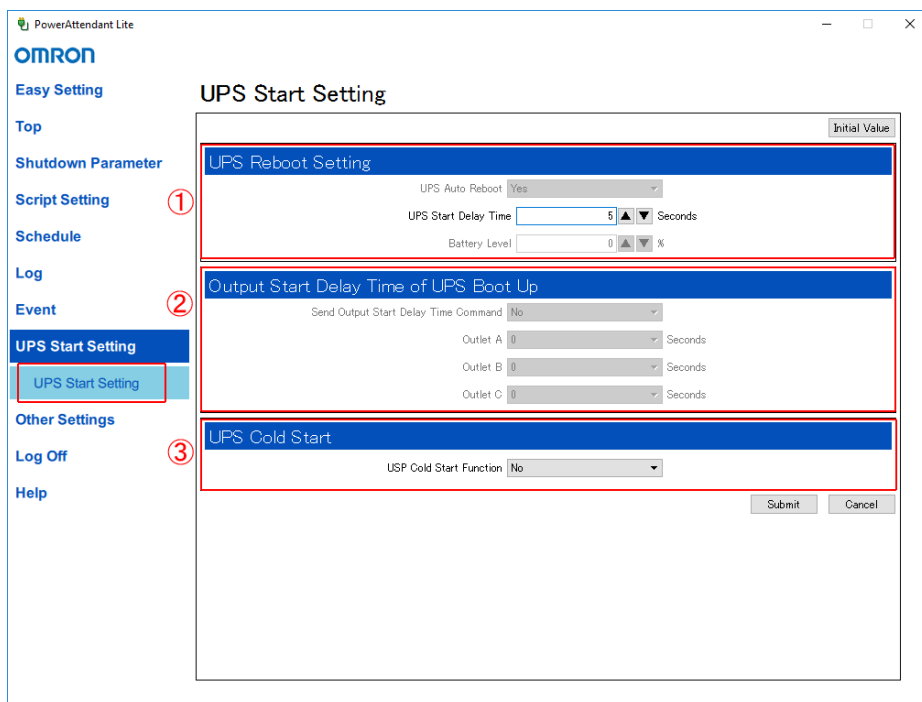 PowerAttendant Lite
OMRON
Easy Setting
Top
Shutdown Parameter
Script Setting
Schedule
Log
Event
UPS Start Setting
UPS Start Setting
Other Settings
Log Off
Help
UPS Start Setting
Initial Value
①
UPS Reboot Setting
UPS Auto Reboot Yes
UPS Start Delay Time 5 ▲ ▼ Seconds
Battery Level 0 ▲ ▼ %
②
Output Start Delay Time of UPS Boot Up
Send Output Start Delay Time Command No
Outlet A 0 Seconds
Outlet B 0 Seconds
Outlet C 0 Seconds
③
UPS Cold Start
USP Cold Start Function No
Submit Cancel